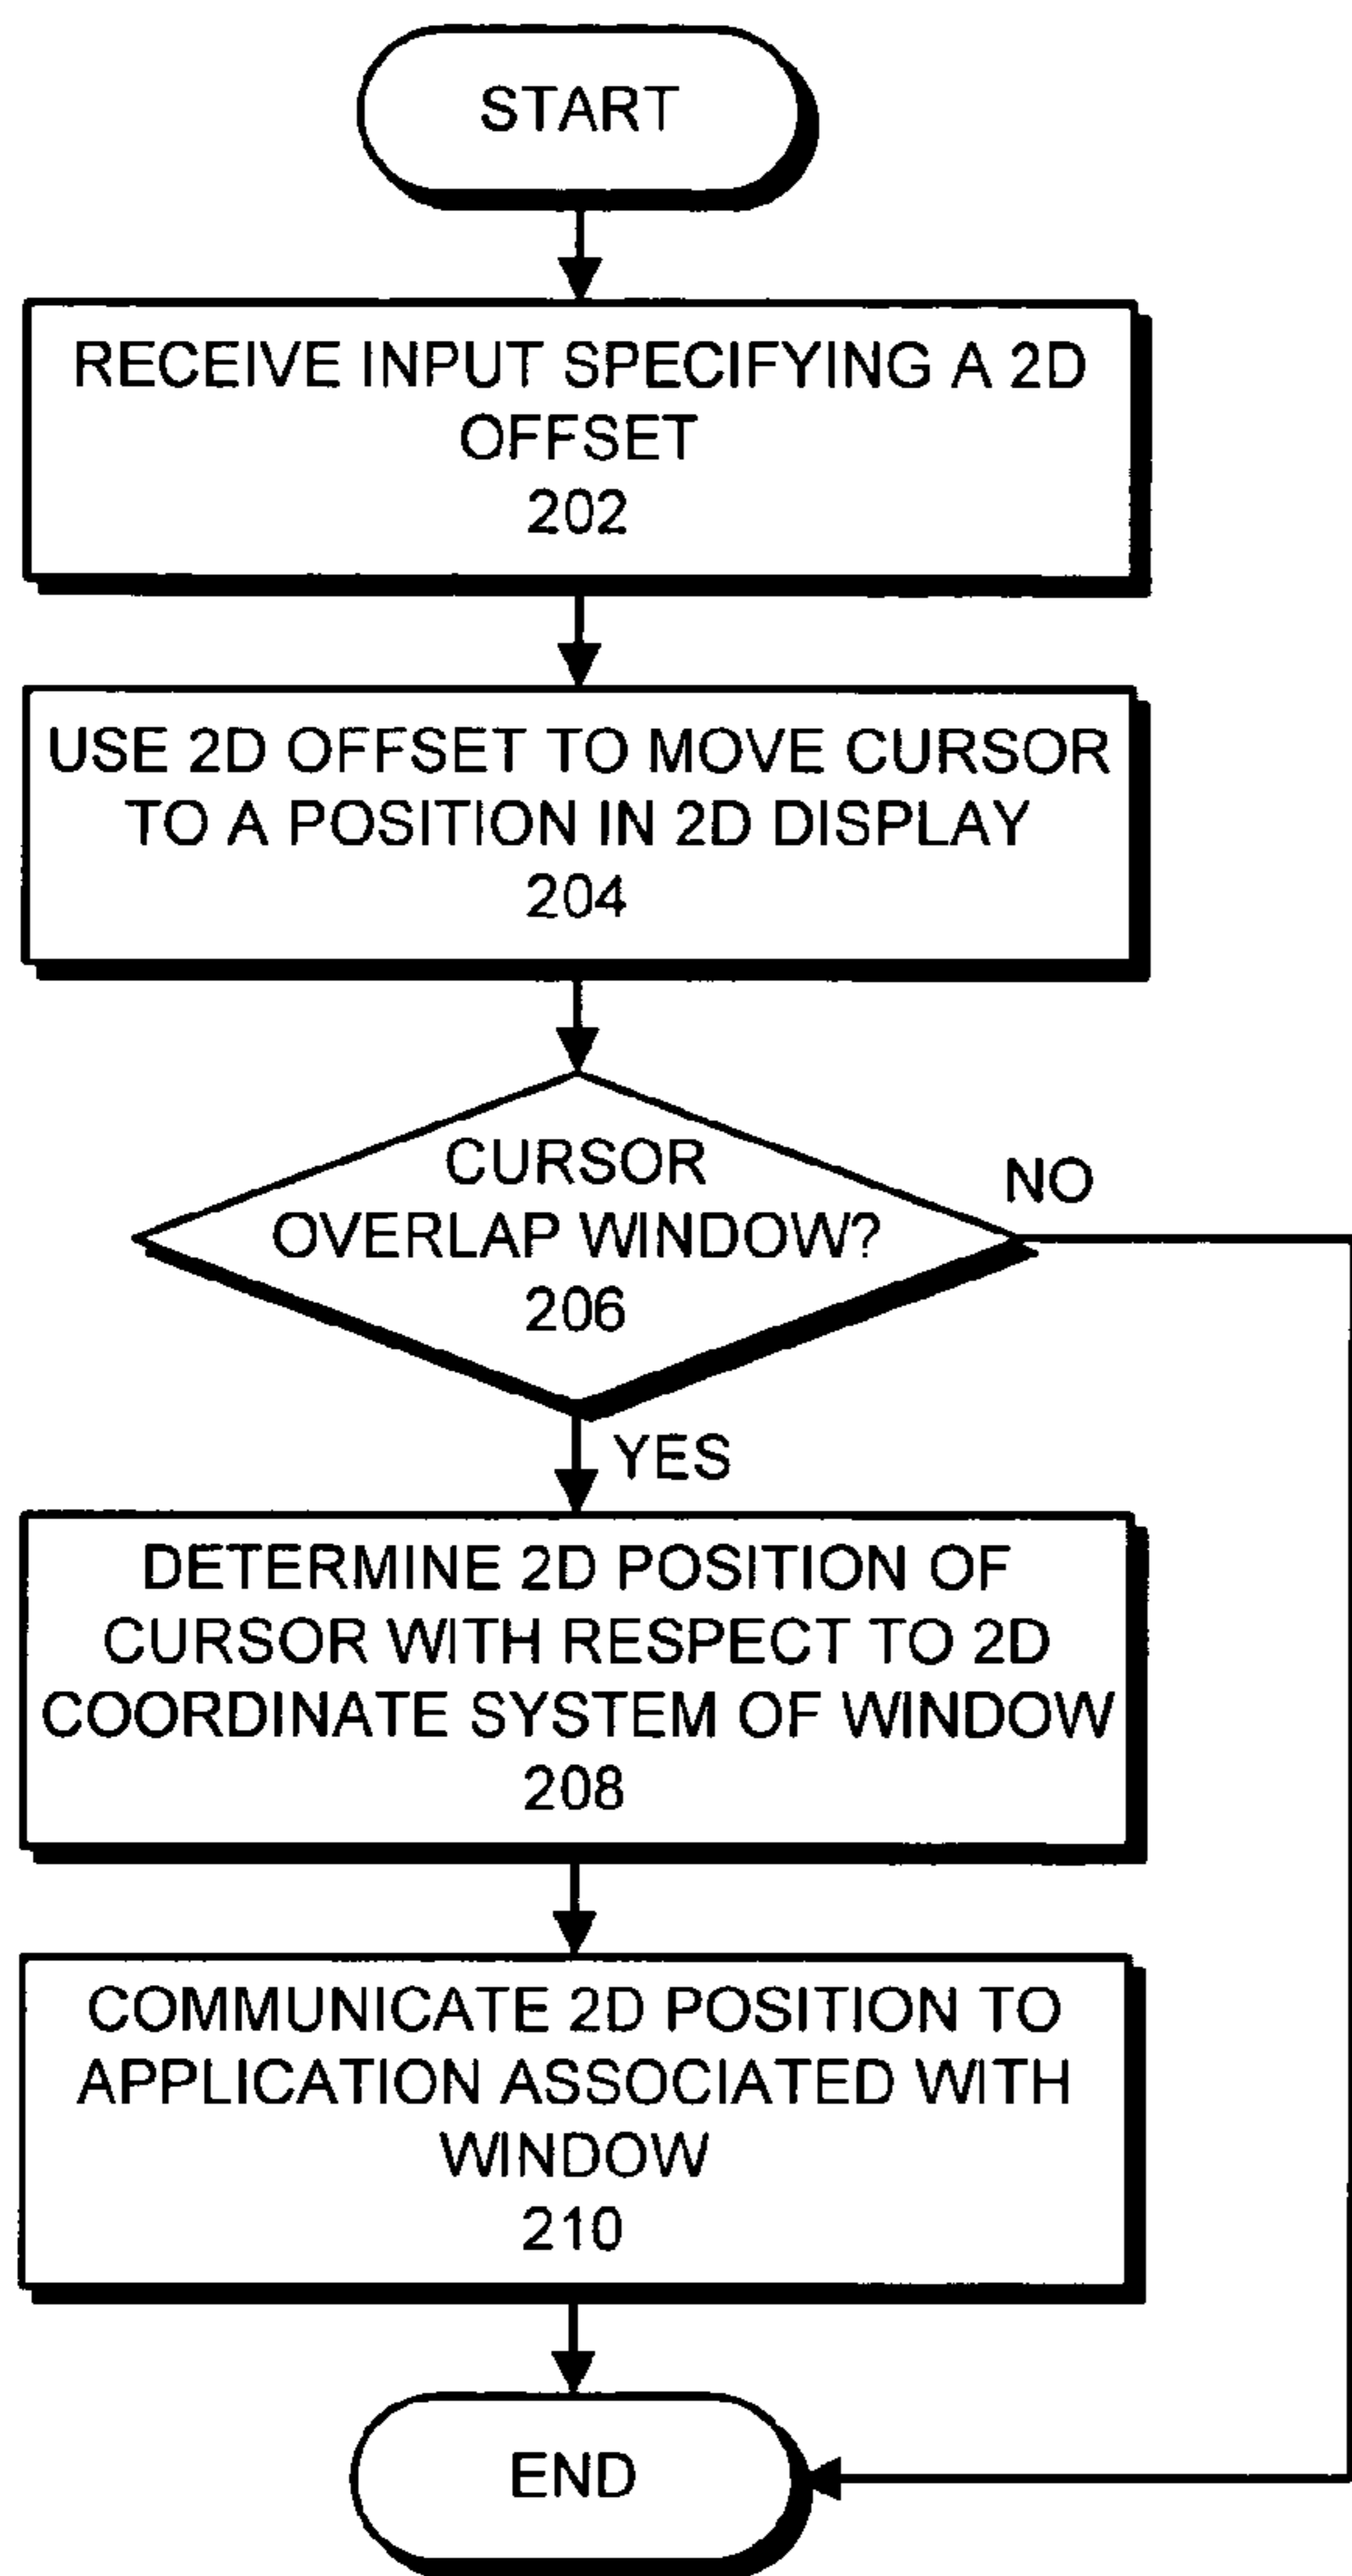 START
RECEIVE INPUT SPECIFYING A 2D
OFFSET
202
USE 2D OFFSET TO MOVE CURSOR
TO A POSITION IN 2D DISPLAY
204
CURSOR
OVERLAP WINDOW?
206
NO
YES
DETERMINE 2D POSITION OF
CURSOR WITH RESPECT TO 2D
COORDINATE SYSTEM OF WINDOW
208
COMMUNICATE 2D POSITION TO
APPLICATION ASSOCIATED WITH
WINDOW
210
END